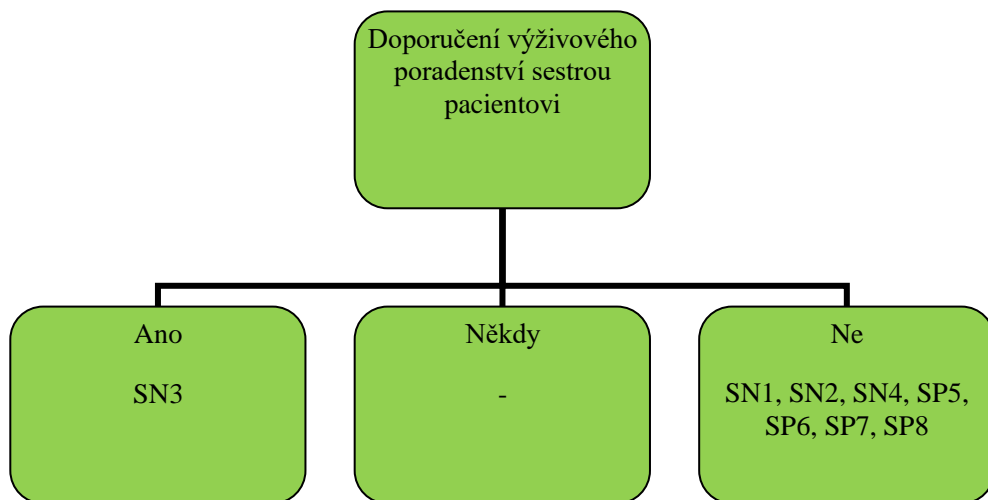 Doporučení výživového
poradenství sestrou
pacientovi
Ano
SN3
Někdy
-
Ne
SN1, SN2, SN4, SP5,
SP6, SP7, SP8